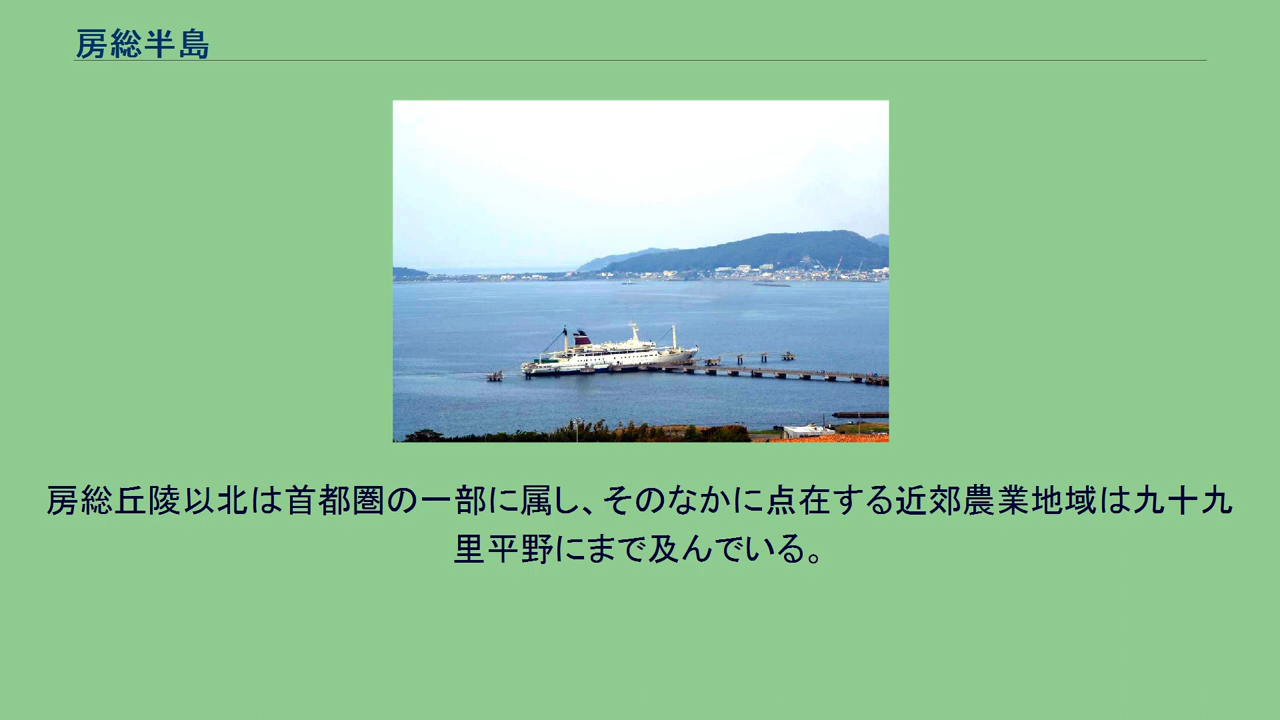 房総半島
房総丘陵以北は首都圏の一部に属し、そのなかに点在する近郊農業地域は九十九
里平野にまで及んでいる。